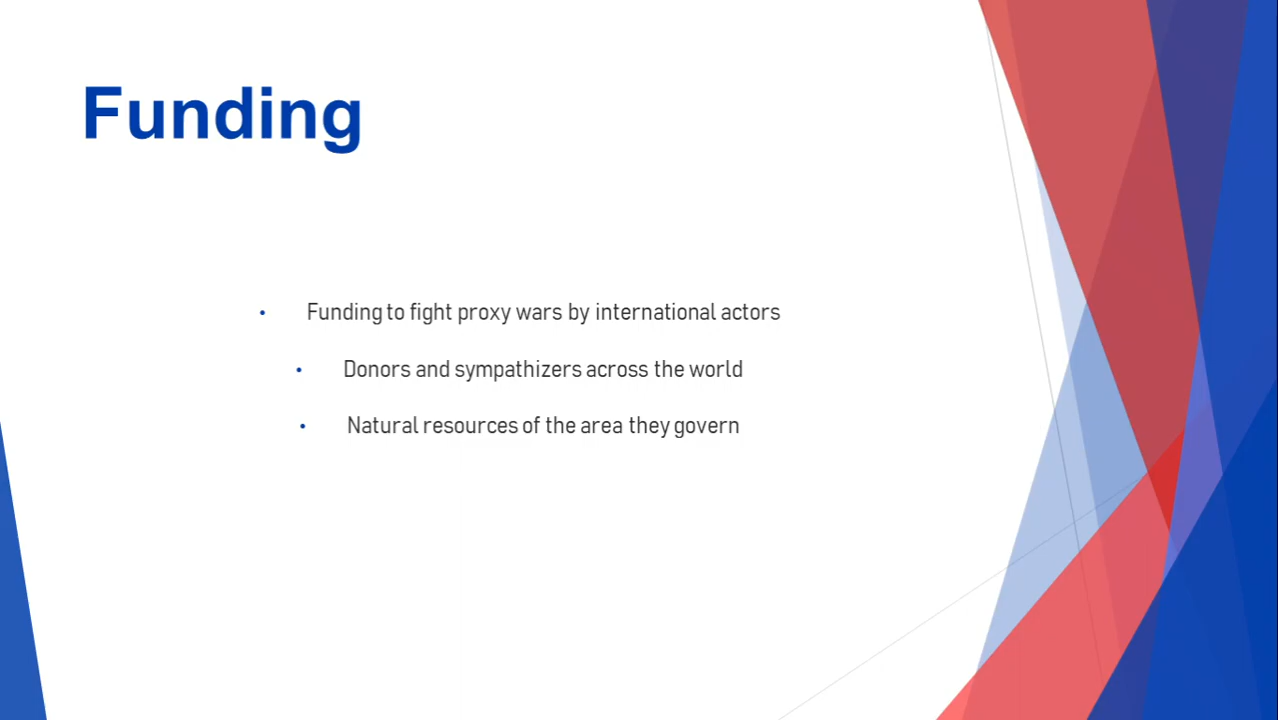 Funding
• Funding to fight proxy wars by international actors
• Donors and sympathizers across the world
• Natural resources of the area they govern